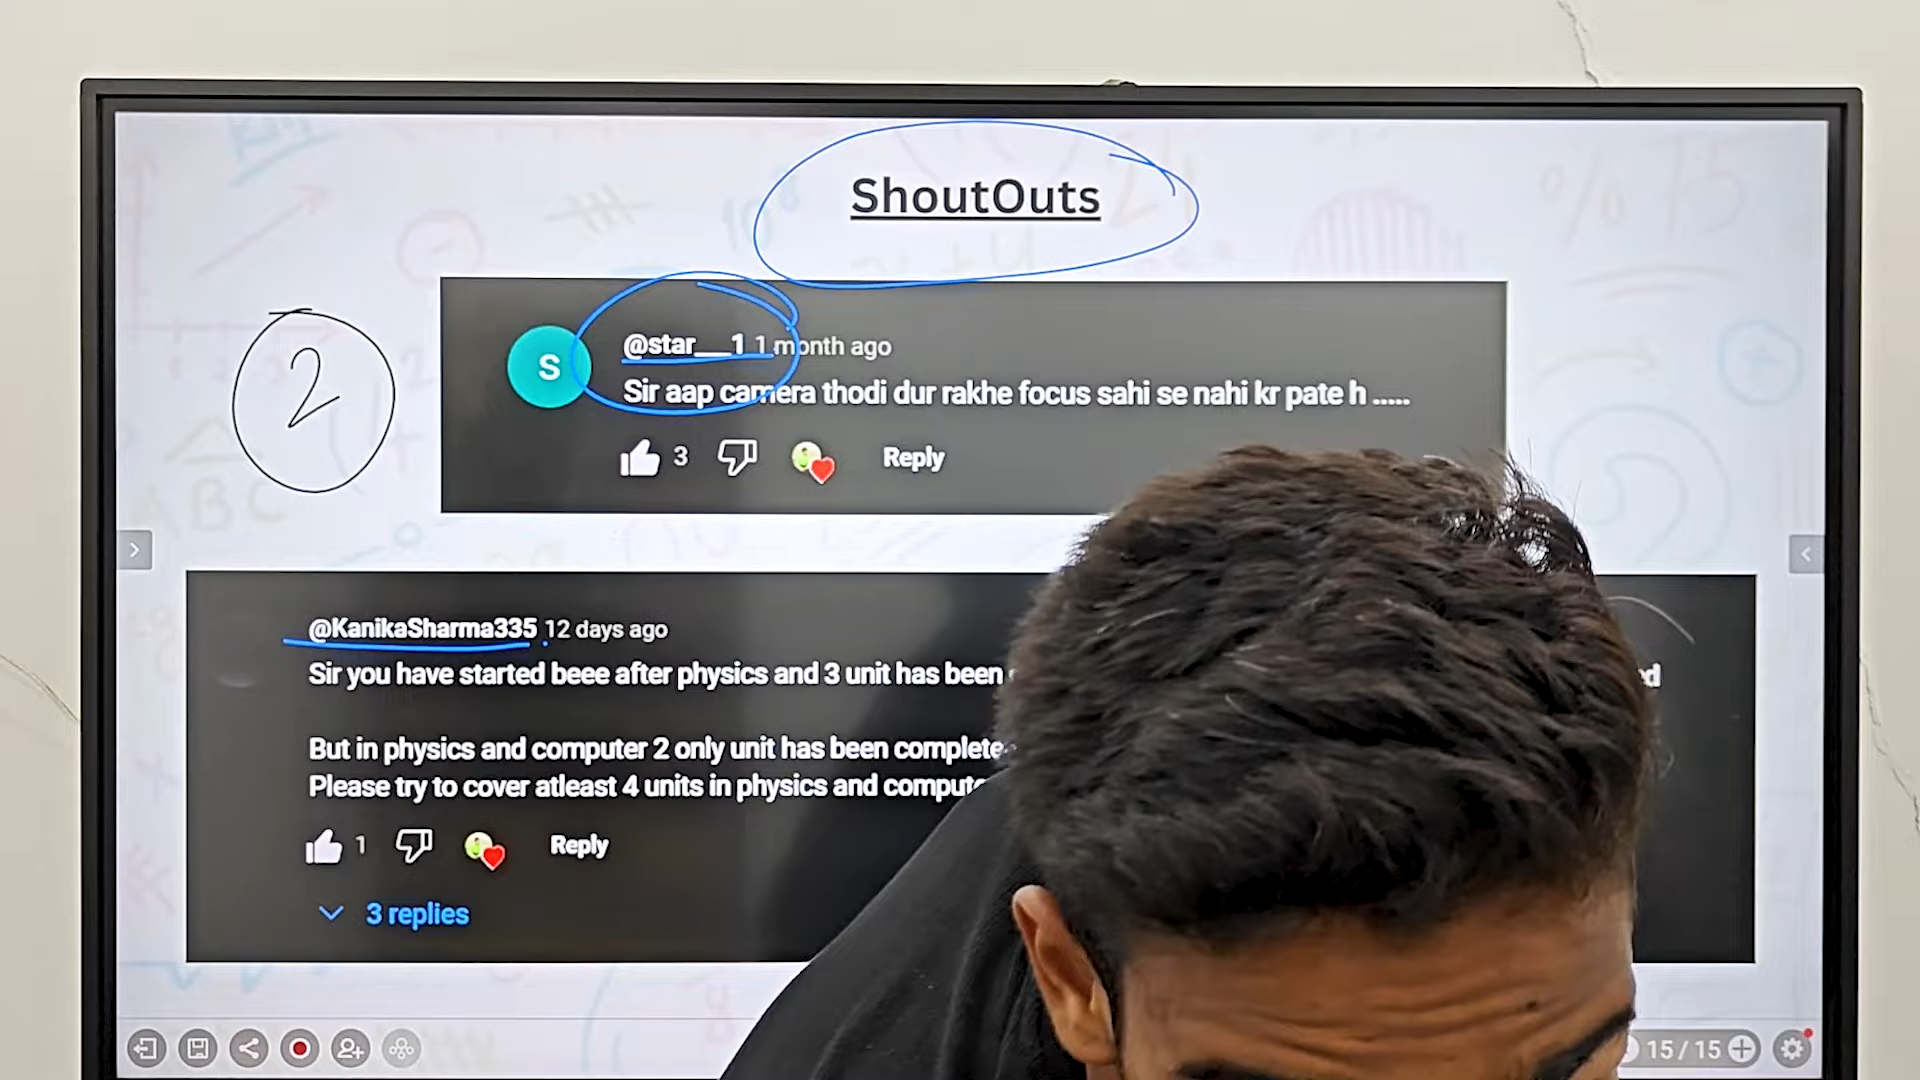 ShoutOuts
2
S
@star__1 1 month ago
Sir aap camera thodi dur rakhe focus sahi se nahi kr pate h .....
3
Reply
@KanikaSharma335 12 days ago
Sir you have started beee after physics and 3 unit has been
But in physics and computer 2 only unit has been
Please try to cover atleast 4 units in physics and
1
Reply
3 replies
15 / 15